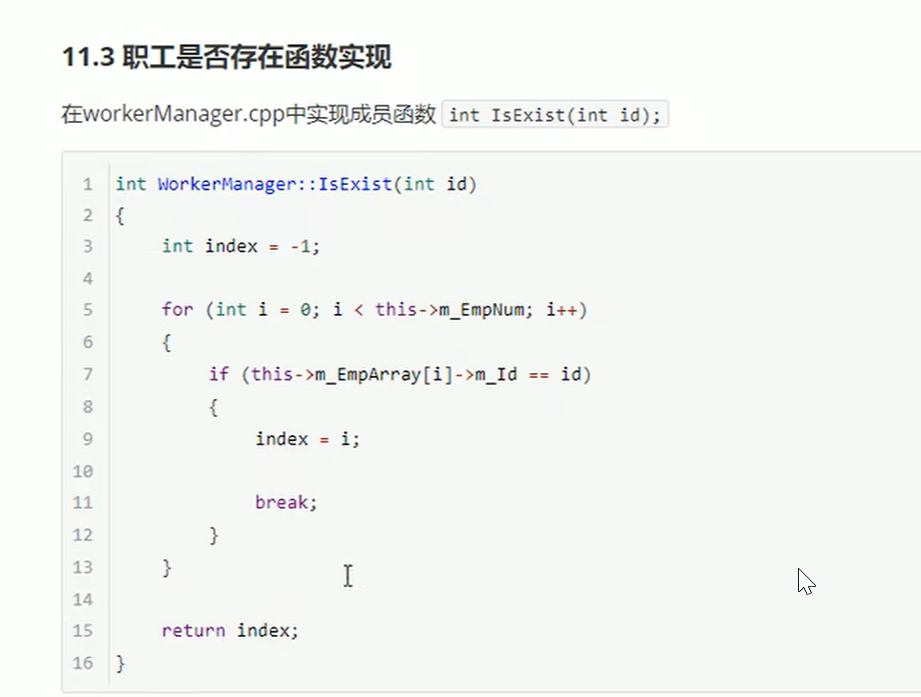 11.3 职工是否存在函数实现
在workerManager.cpp中实现成员函数 int IsExist(int id);
1 int WorkerManager::IsExist(int id)
2 {
3     int index = -1;
4
5     for (int i = 0; i < this->m_EmpNum; i++)
6     {
7         if (this->m_EmpArray[i]->m_Id == id)
8         {
9             index = i;
10
11             break;
12         }
13     }
14
15     return index;
16 }